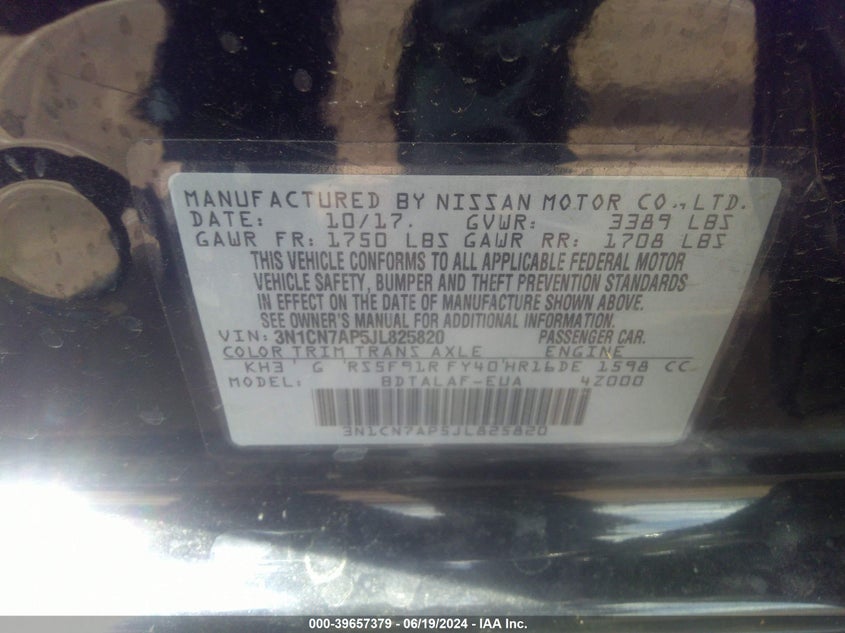 MANUFACTURED BY NISSAN MOTOR CO., LTD.
DATE: 10/17. GVWR: 3389 LBS
GAWR FR: 1750 LBS GAWR RR: 1708 LBS
THIS VEHICLE CONFORMS TO ALL APPLICABLE FEDERAL MOTOR
VEHICLE SAFETY, BUMPER AND THEFT PREVENTION STANDARDS
IN EFFECT ON THE DATE OF MANUFACTURE SHOWN ABOVE.
SEE OWNER'S MANUAL FOR ADDITIONAL INFORMATION
VIN: 3N1CN7AP5JL825820 PASSENGER CAR.
COLOR TRIM TRANS AXLE ENGINE
KH3 G RS5F91R FY40 HR16DE 1598 CC
MODEL: BDTALAF-EUA 4Z000
3N1CN7AP5JL825820
000-39657379 - 06/19/2024 - IAA Inc.